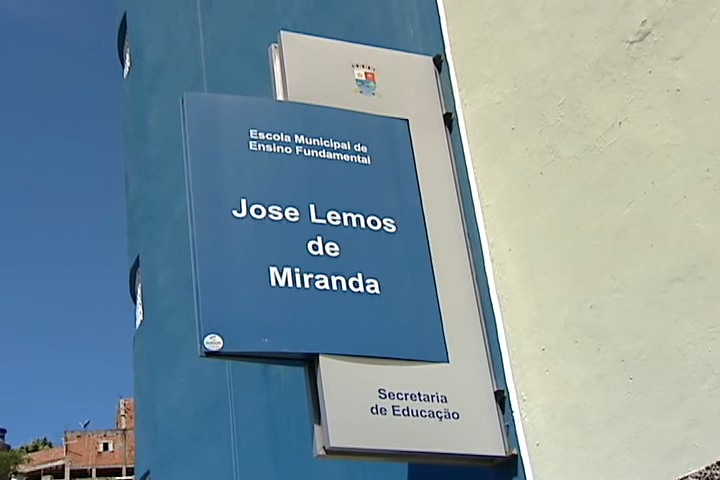 Escola Municipal de
Ensino Fundamental
Jose Lemos
de
Miranda
Secretaria
de Educação